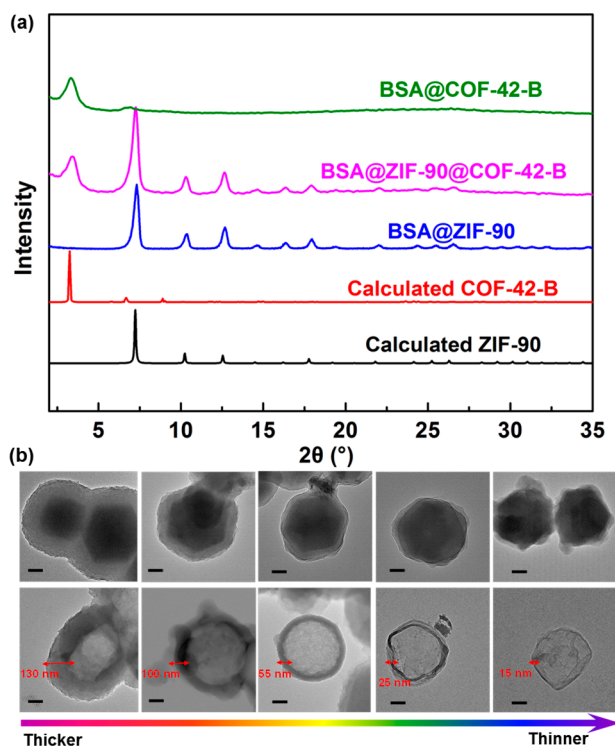 (a)
BSA@COF-42-B
BSA@ZIF-90@COF-42-B
BSA@ZIF-90
Calculated COF-42-B
Calculated ZIF-90
Intensity
5 10 15 20 25 30 35
2θ (°)
(b)
130 nm 100 nm 55 nm 25 nm 15 nm
Thicker Thinner